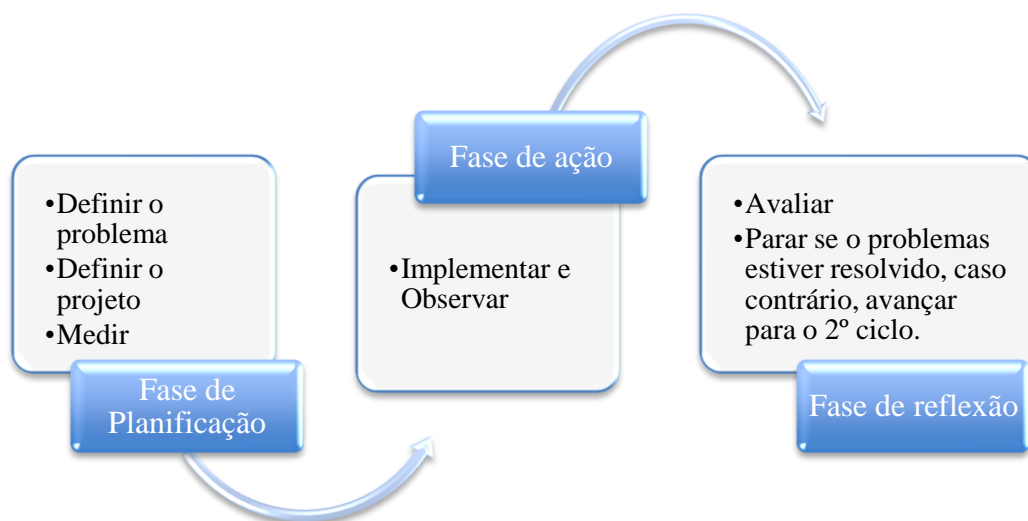 •Definir o
problema
•Definir o
projeto
•Medir
Fase de
Planificação
Fase de ação
•Implementar e
Observar
•Avaliar
•Parar se o problemas
estiver resolvido, caso
contrário, avançar
para o 2º ciclo.
Fase de reflexão